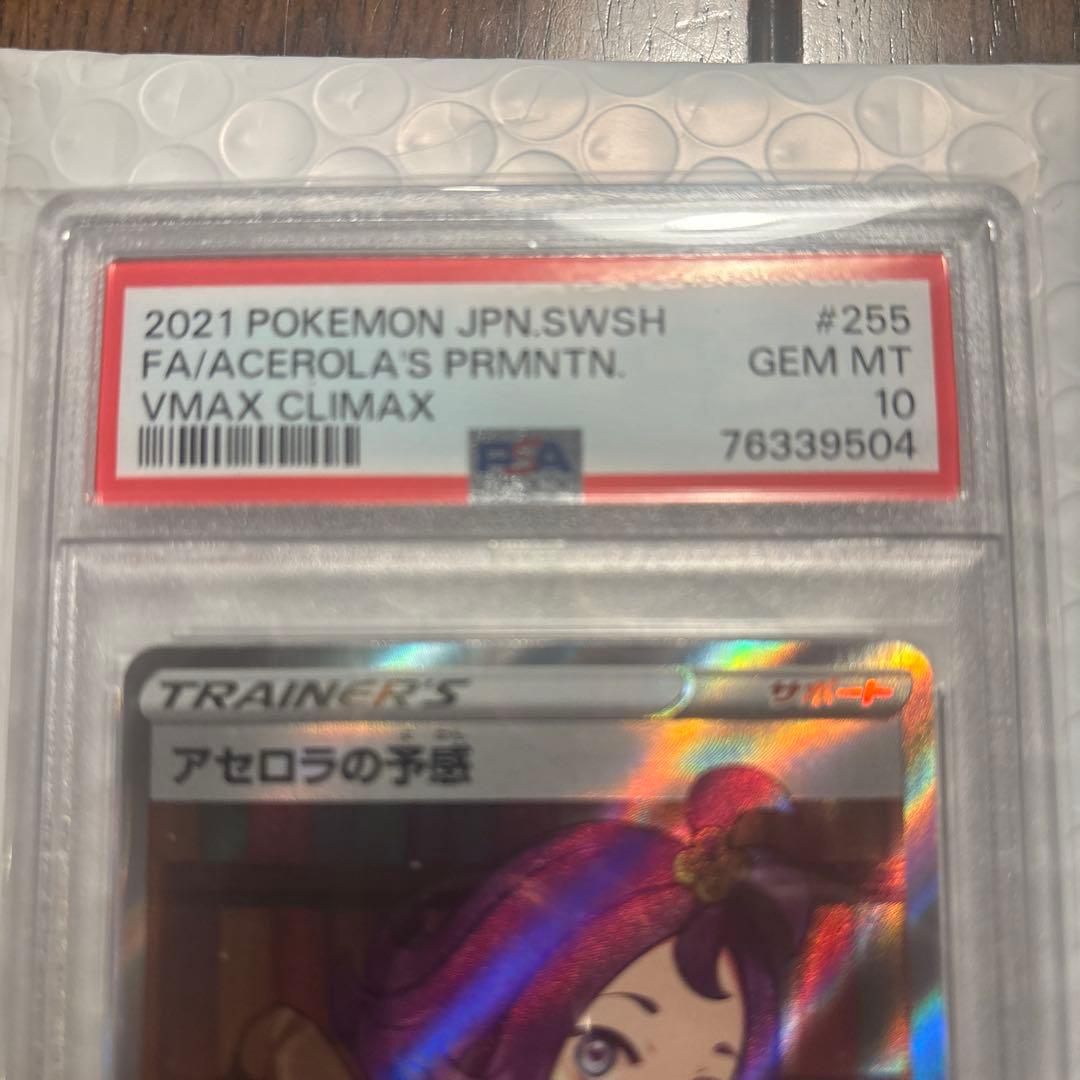 2021 POKEMON JPN.SWSH #255
FA/ACEROLA'S PRMNTN. GEM MT
VMAX CLIMAX 10
76339504
PSA
TRAINER'S サポート
アセロラの予感